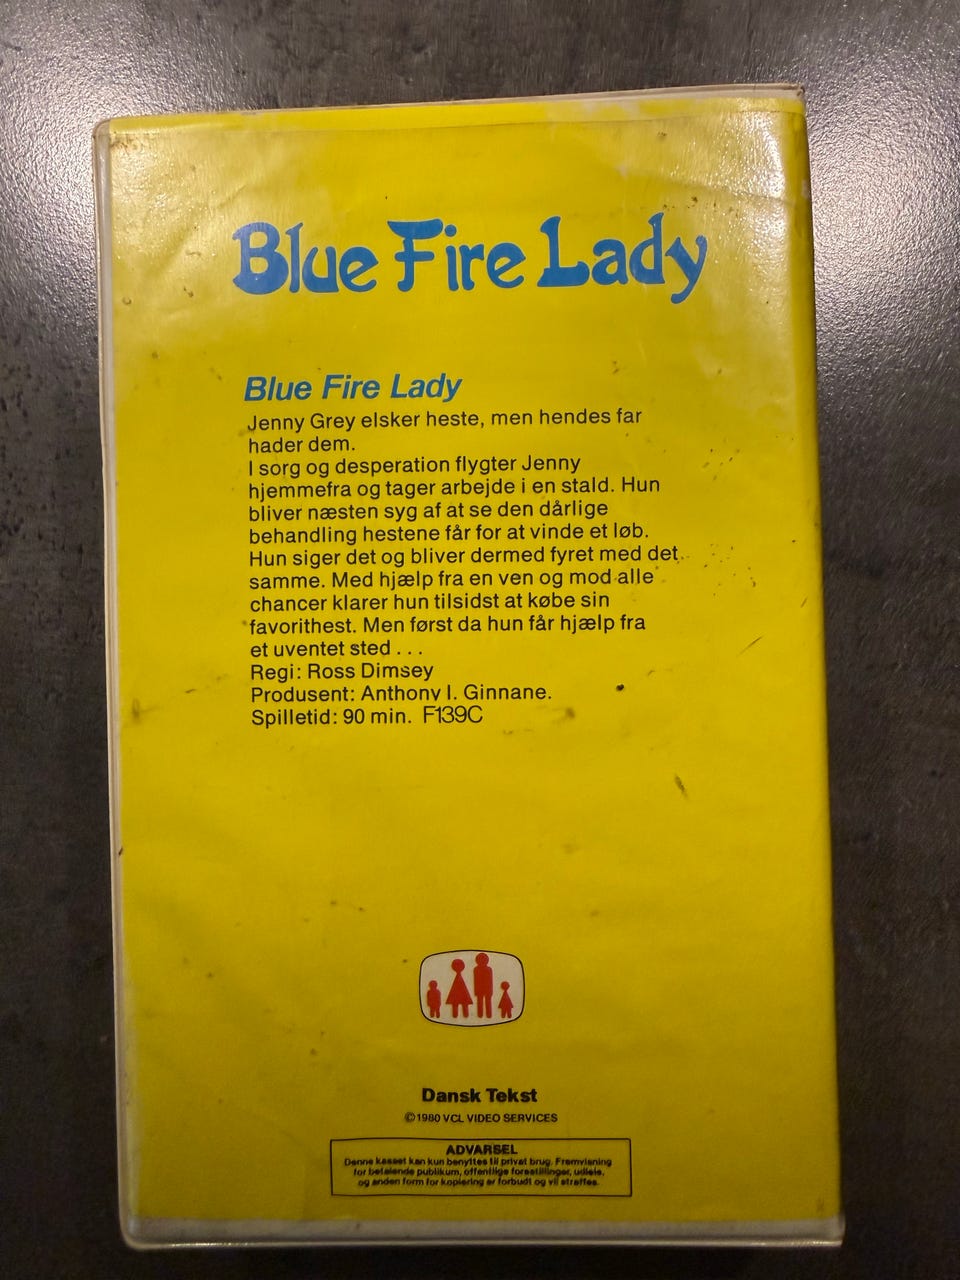 Blue Fire Lady
Blue Fire Lady
Jenny Grey elsker heste, men hendes far
hader dem.
I sorg og desperation flygter Jenny
hjemmefra og tager arbejde i en stald. Hun
bliver næsten syg af at se den dårlige
behandling hestene får for at vinde et løb.
Hun siger det og bliver dermed fyret med det
samme. Med hjælp fra en ven og mod alle
chancer klarer hun tilsidst at købe sin
favorithest. Men først da hun får hjælp fra
et uventet sted . . .
Regi: Ross Dimsey
Produsent: Anthony I. Ginnane.
Spilletid: 90 min. F139C
Dansk Tekst
©1980 VCL VIDEO SERVICES
ADVARSEL
Denne kasset kan kun benyttes til privat brug. Fremvisning
for betalende publikum, offentlige forestillinger, udleie,
og anden form for kopiering er forbudt og vil straffes.